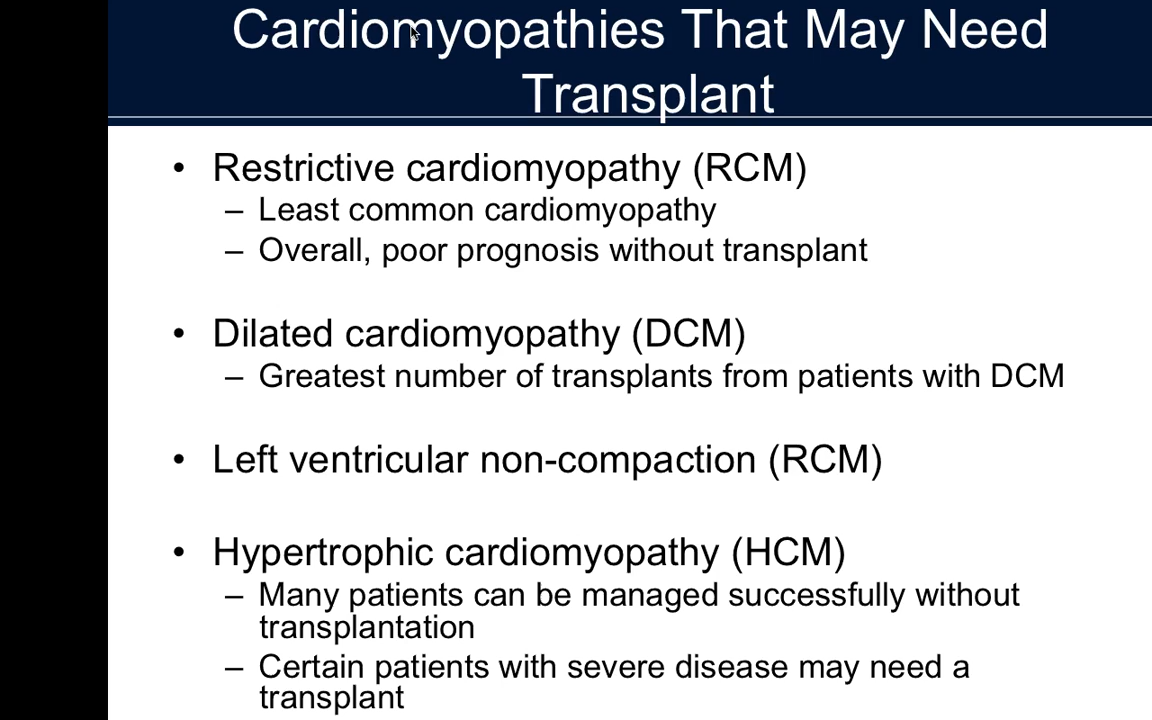 Cardiomyopathies That May Need
Transplant
• Restrictive cardiomyopathy (RCM)
– Least common cardiomyopathy
– Overall, poor prognosis without transplant
• Dilated cardiomyopathy (DCM)
– Greatest number of transplants from patients with DCM
• Left ventricular non-compaction (RCM)
• Hypertrophic cardiomyopathy (HCM)
– Many patients can be managed successfully without
transplantation
– Certain patients with severe disease may need a
transplant